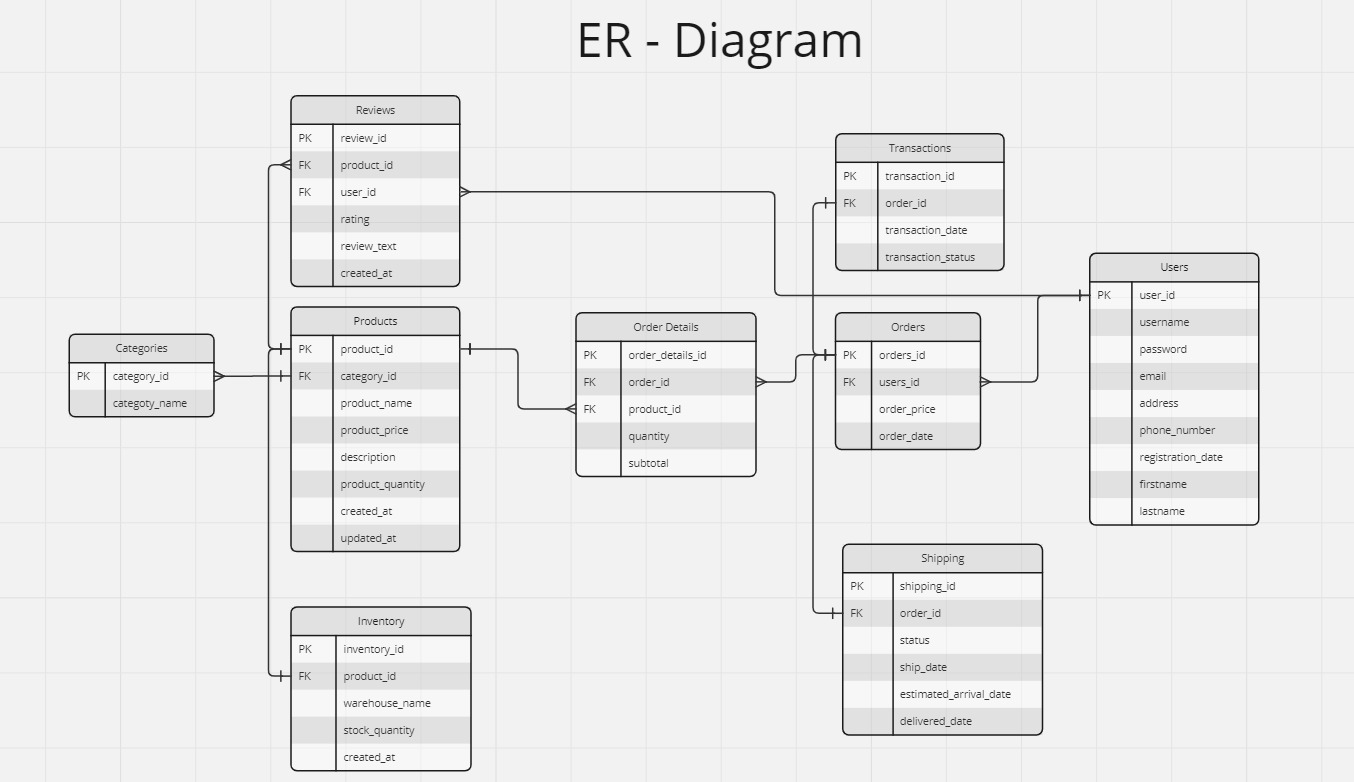 ER - Diagram
Reviews
PK review_id
FK product_id
FK user_id
rating
review_text
created_at
Transactions
PK transaction_id
FK order_id
transaction_date
transaction_status
Users
PK user_id
username
password
email
address
phone_number
registration_date
firstname
lastname
Products
PK product_id
FK category_id
product_name
product_price
description
product_quantity
created_at
updated_at
Order Details
PK order_details_id
FK order_id
FK product_id
quantity
subtotal
Orders
PK orders_id
FK users_id
order_price
order_date
Categories
PK category_id
categoty_name
Shipping
PK shipping_id
FK order_id
status
ship_date
estimated_arrival_date
delivered_date
Inventory
PK inventory_id
FK product_id
warehouse_name
stock_quantity
created_at